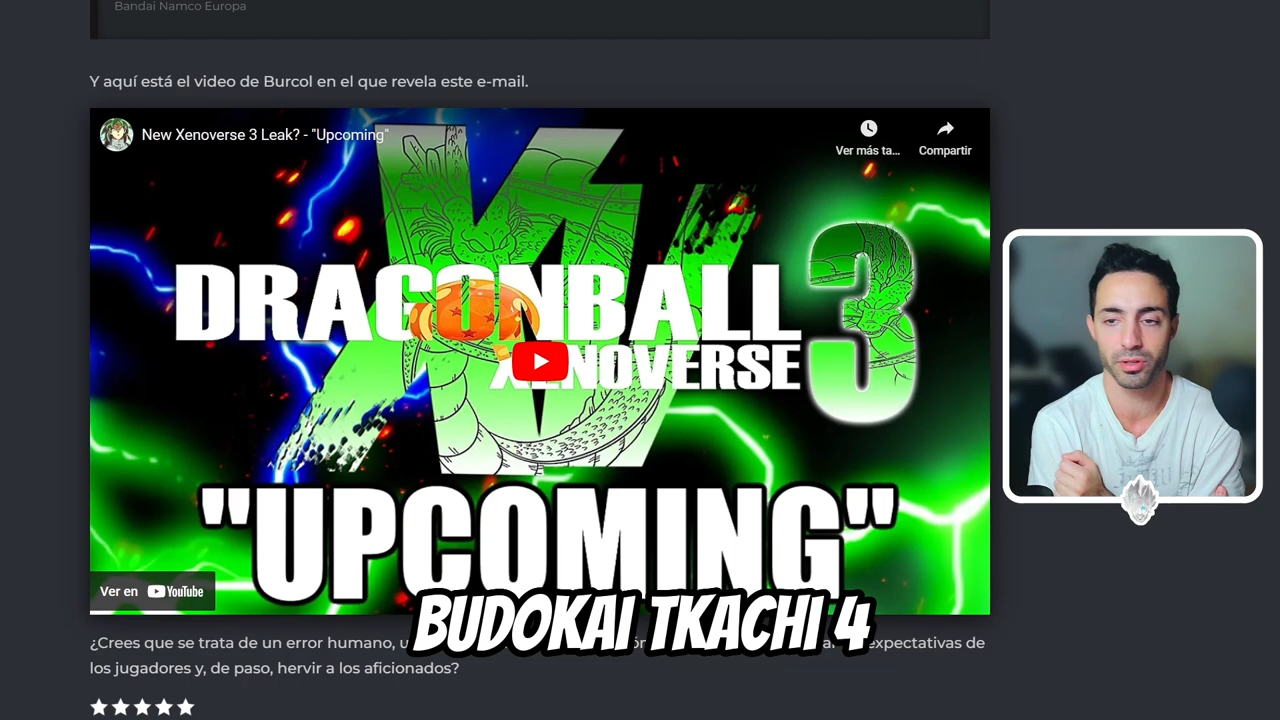 Bandai Namco Europa
Y aquí está el video de Burcol en el que revela este e-mail.
New Xenoverse 3 Leak? - "Upcoming"
Ver más ta...
Compartir
DRAGONBALL
XENOVERSE
3
"UPCOMING"
Ver en YouTube
BUDOKAI TKACHI 4
¿Crees que se trata de un error humano, u
expectativas de
los jugadores y, de paso, hervir a los aficionados?